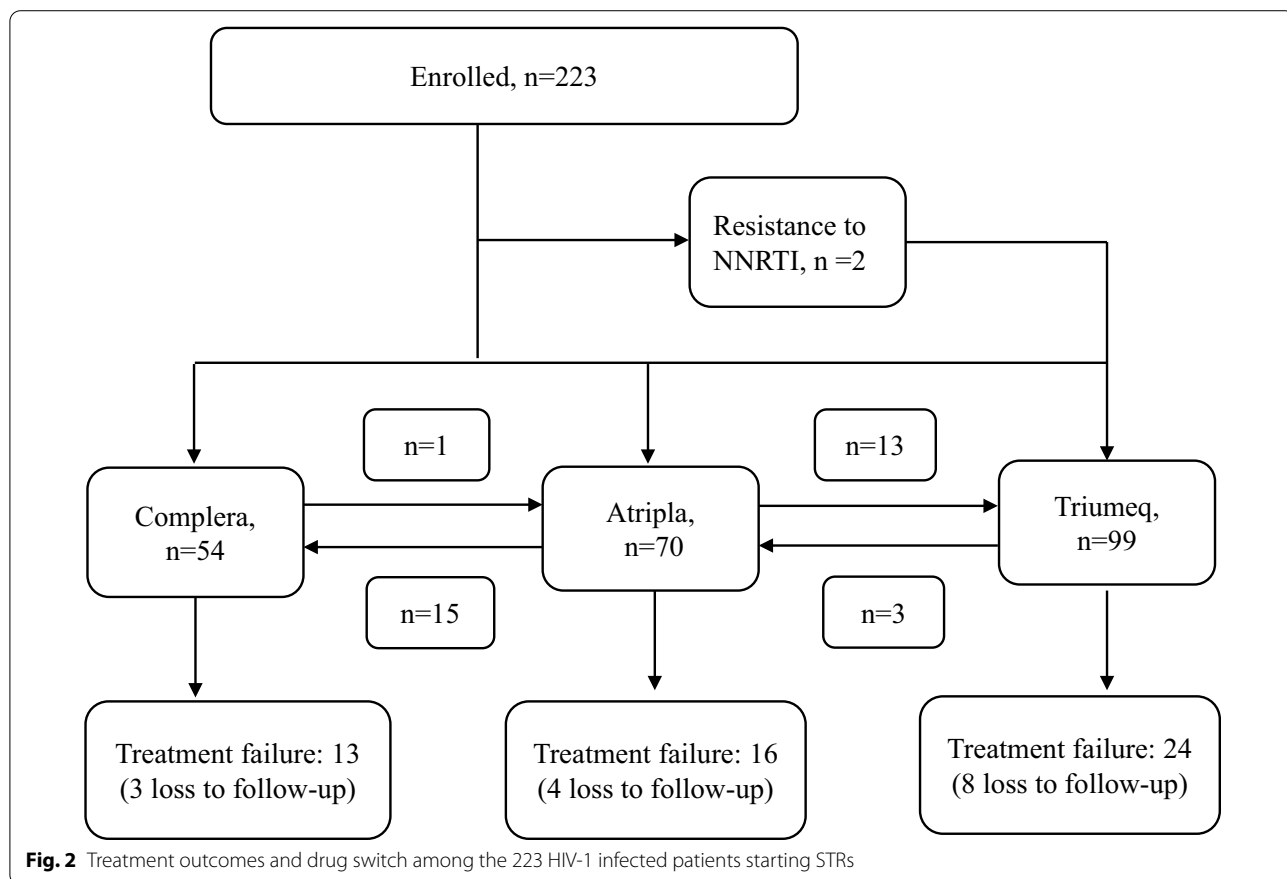 Enrolled, n=223
Resistance to
NNRTI, n =2
n=1
n=13
Complera,
n=54
Atripla,
n=70
Triumeq,
n=99
n=15
n=3
Treatment failure: 13
(3 loss to follow-up)
Treatment failure: 16
(4 loss to follow-up)
Treatment failure: 24
(8 loss to follow-up)
Fig. 2 Treatment outcomes and drug switch among the 223 HIV-1 infected patients starting STRs